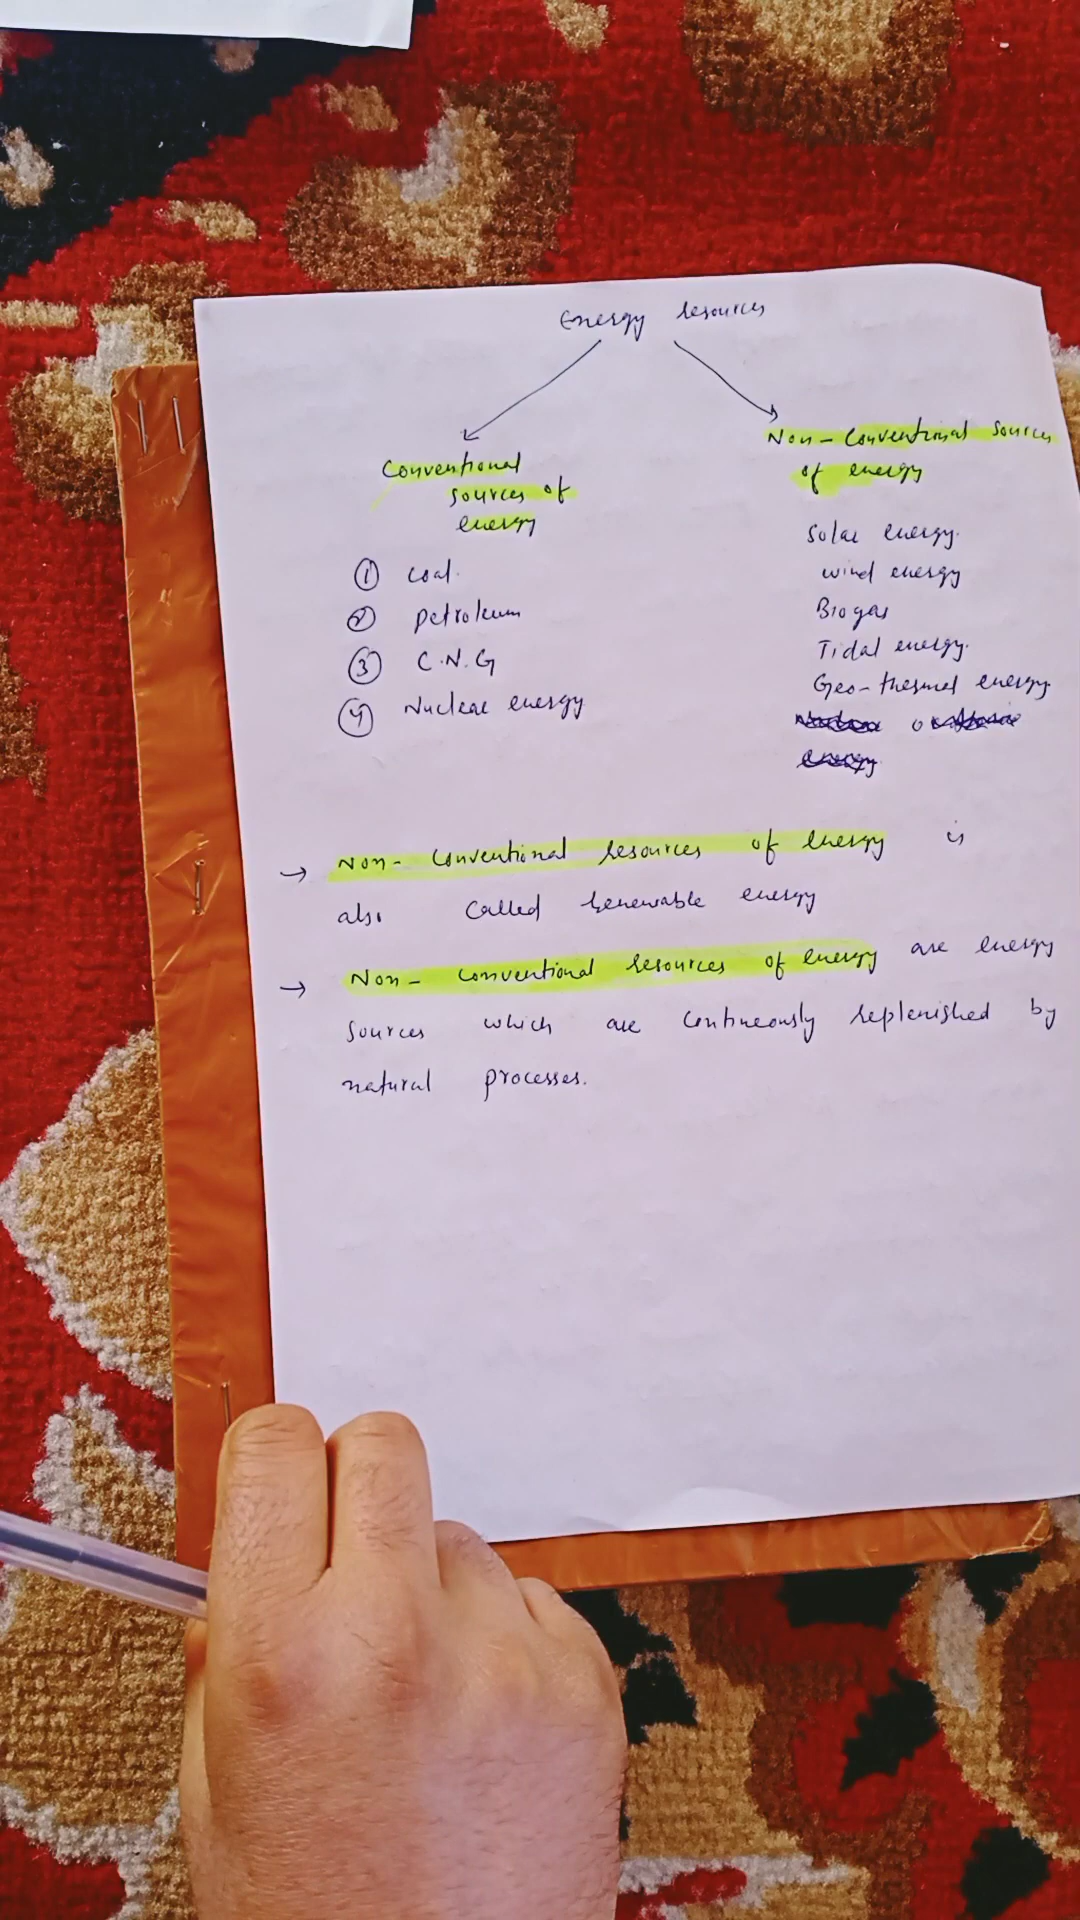 Energy resources
Conventional
sources of
energy
① Coal.
② petroleum
③ C.N.G
④ Nuclear energy
Non-Conventional sources
of energy
Solar energy.
wind energy
Biogas
Tidal energy.
Geo-thermal energy
energy
→ Non-Conventional resources of energy is
also called renewable energy
→ Non-Conventional resources of energy are energy
sources which are contineously replenished by
natural processes.